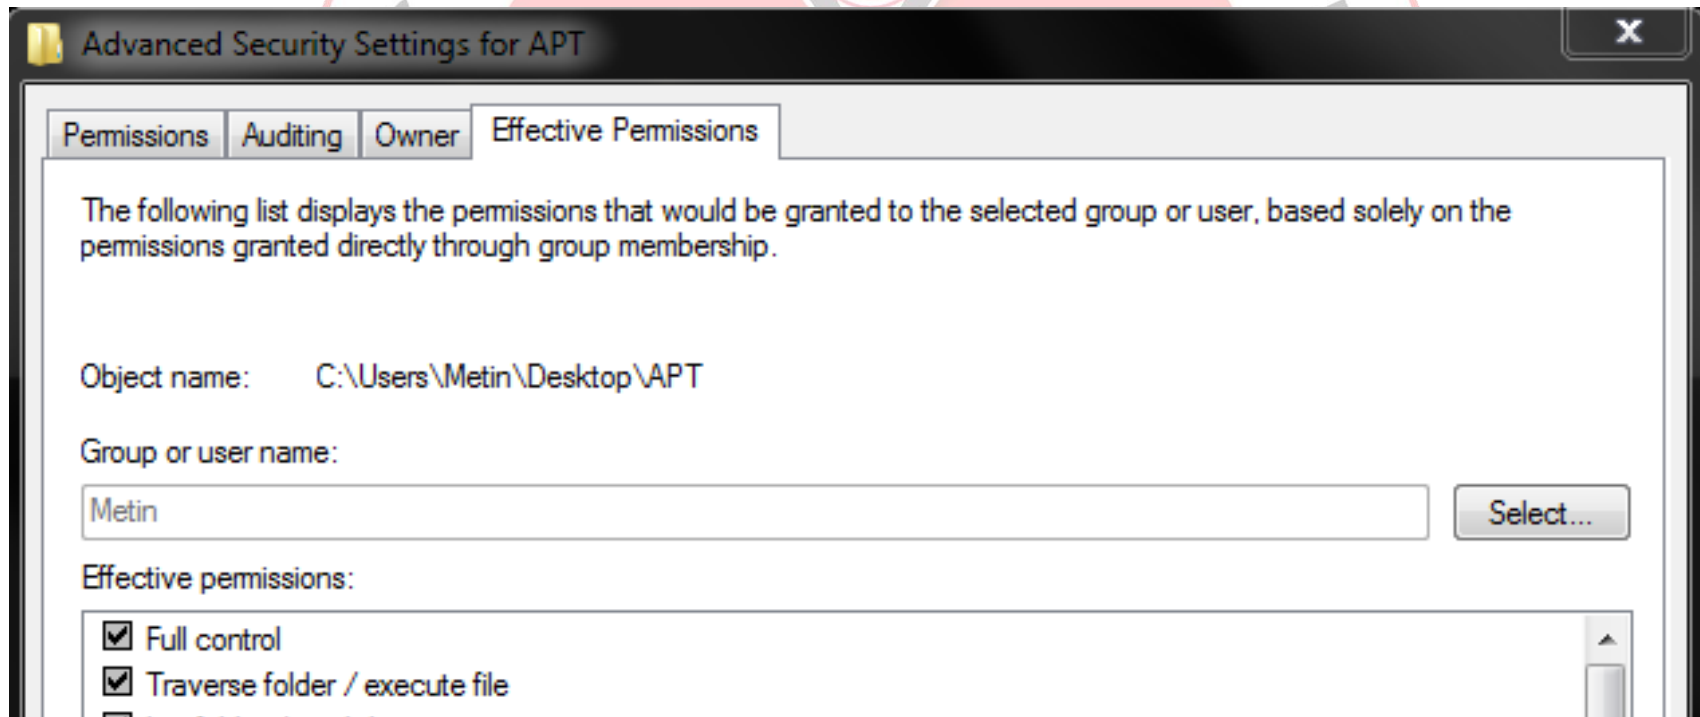 Advanced Security Settings for APT
x
Permissions Auditing Owner Effective Permissions
The following list displays the permissions that would be granted to the selected group or user, based solely on the
permissions granted directly through group membership.
Object name: C:\Users\Metin\Desktop\APT
Group or user name:
Metin Select...
Effective permissions:
Full control
Traverse folder / execute file